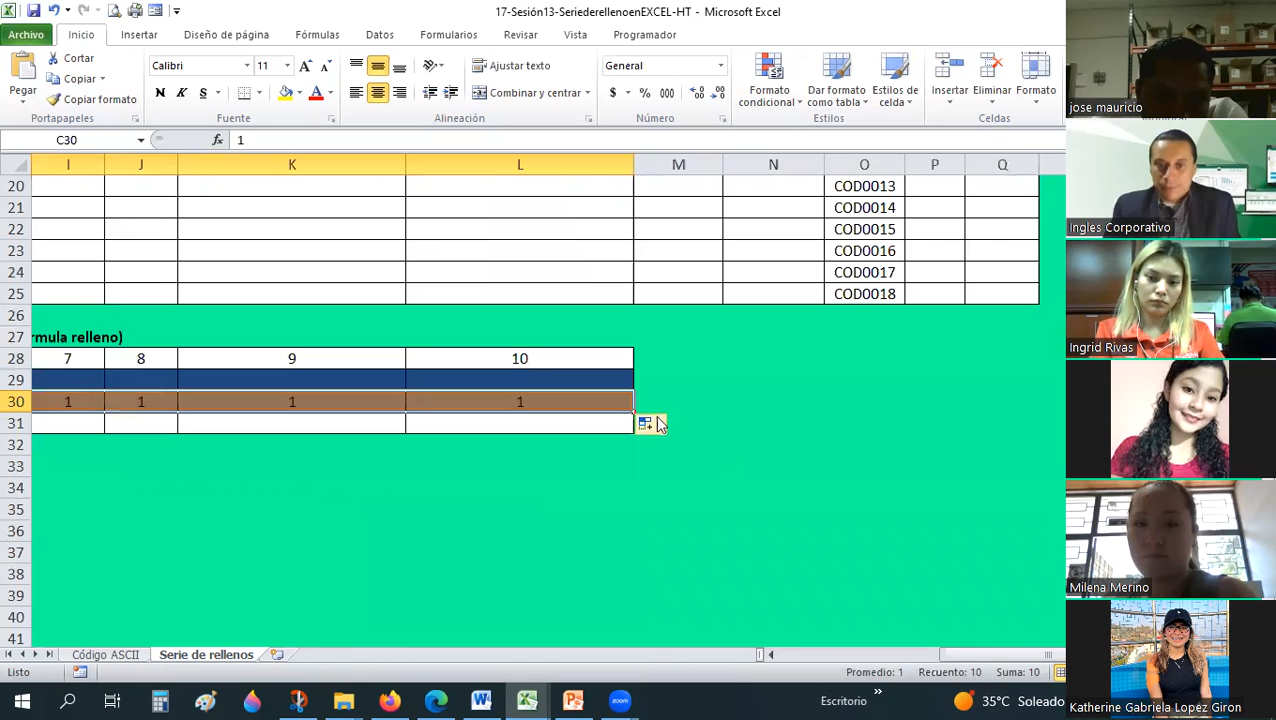 17-Sesión13-SeriederellenoenEXCEL-HT - Microsoft Excel
Archivo Inicio Insertar Diseño de página Fórmulas Datos Formularios Revisar Vista Programador
Pegar Cortar Copiar Copiar formato
Calibri 11
N K S
Ajustar texto
Combinar y centrar
General
$ % 000
Formato condicional
Dar formato como tabla
Estilos de celda
Insertar Eliminar Formato
Portapapeles Fuente Alineación Número Estilos Celdas
C30 fx 1
I J K L M N O P Q
20 COD0013
21 COD0014
22 COD0015
23 COD0016
24 COD0017
25 COD0018
26
27 rmula relleno)
28 7 8 9 10
29
30 1 1 1 1
31
32
33
34
35
36
37
38
39
40
41
Código ASCII Serie de rellenos
Listo Promedio: 1 Recuento: 10 Suma: 10
zoom Escritorio » 35°C Soleado
jose mauricio
Ingles Corporativo
Ingrid Rivas
Milena Merino
Katherine Gabriela Lopez Giron